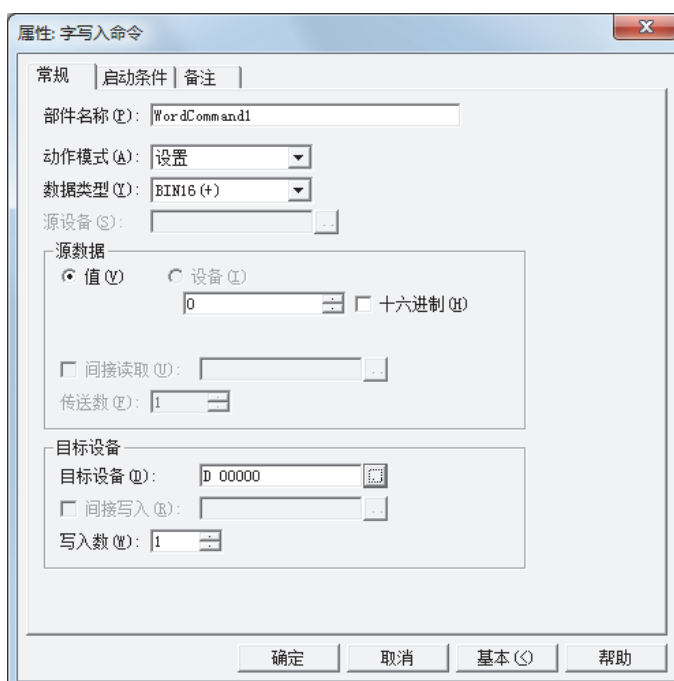 属性: 字写入命令
常规 启动条件 备注
部件名称(P): WordCommand1
动作模式(A): 设置
数据类型(Y): BIN16(+)
源设备(S): ..
源数据
值(V) 设备(I)
0 十六进制(H)
间接读取(U): ..
传送数(F): 1
目标设备
目标设备(D): D 00000
间接写入(R): ..
写入数(W): 1
确定 取消 基本(<) 帮助